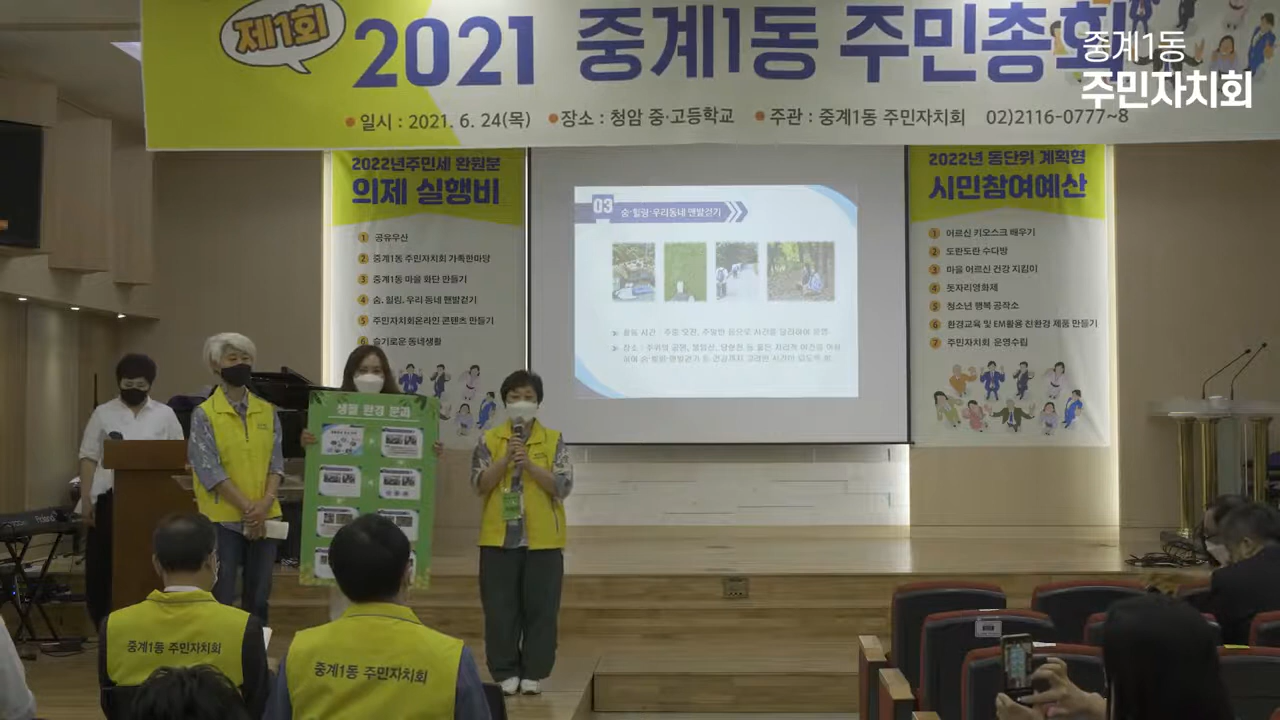 제1회
2021 중계1동 주민총회
중계1동
주민자치회
일시 : 2021. 6. 24(목) 장소 : 청암 중·고등학교 주관 : 중계1동 주민자치회 02)2116-0777~8
2022년주민세 환원분
의제 실행비
1 공유우산
2 중계1동 주민자치회 가족한마당
3 중계1동 마을 화단 만들기
4 숨. 힐링. 우리 동네 맨발걷기
5 주민자치회온라인 콘텐츠 만들기
6 슬기로운 동네생활
03 숨·힐링·우리동네 맨발걷기
2022년 동단위 계획형
시민참여예산
1 어르신 키오스크 배우기
2 도란도란 수다방
3 마을 어르신 건강 지킴이
4 돗자리영화제
5 청소년 행복 공작소
6 환경교육 및 EM활용 친환경 제품 만들기
7 주민자치회 운영수립
생활 환경 분과
Roland
중계1동 주민자치회
중계1동 주민자치회